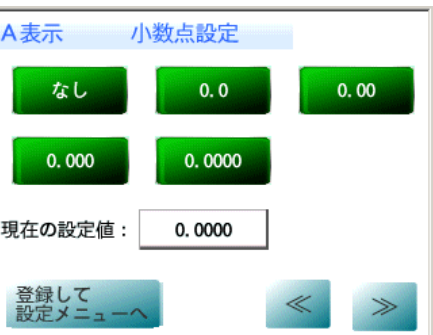 A表示 小数点設定
なし 0.0 0.00
0.000 0.0000
現在の設定値： 0.0000
登録して
設定メニューへ
≪ ≫